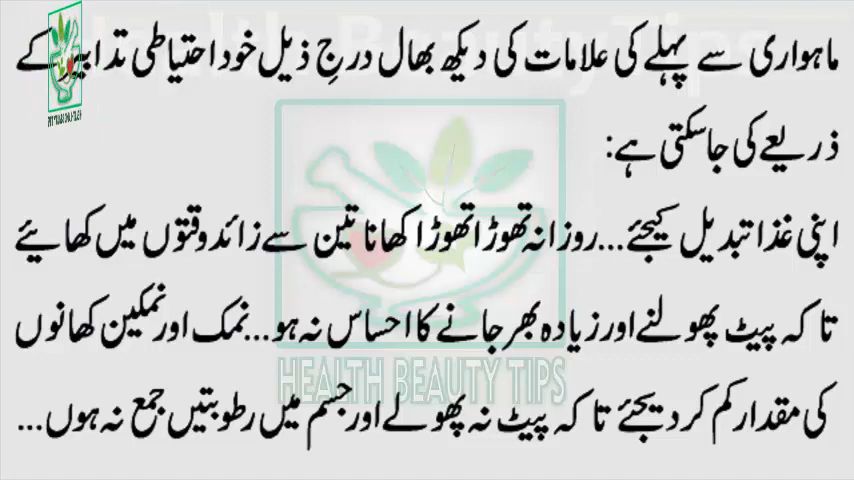 ماہواری سے پہلے کی علامات کی دیکھ بھال درجِ ذیل خود احتیاطی تدابیر کے
ذریعے کی جاسکتی ہے:
اپنی غذا تبدیل کیجئے...روزانہ تھوڑا تھوڑا کھانا تین سے زائد وقتوں میں کھائیے
تا کہ پیٹ پھولنے اور زیادہ بھر جانے کا احساس نہ ہو...نمک اور نمکین کھانوں
HEALTH BEAUTY TIPS
کی مقدار کم کر دیجئے تا کہ پیٹ نہ پھولے اور جسم میں رطوبتیں جمع نہ ہوں...